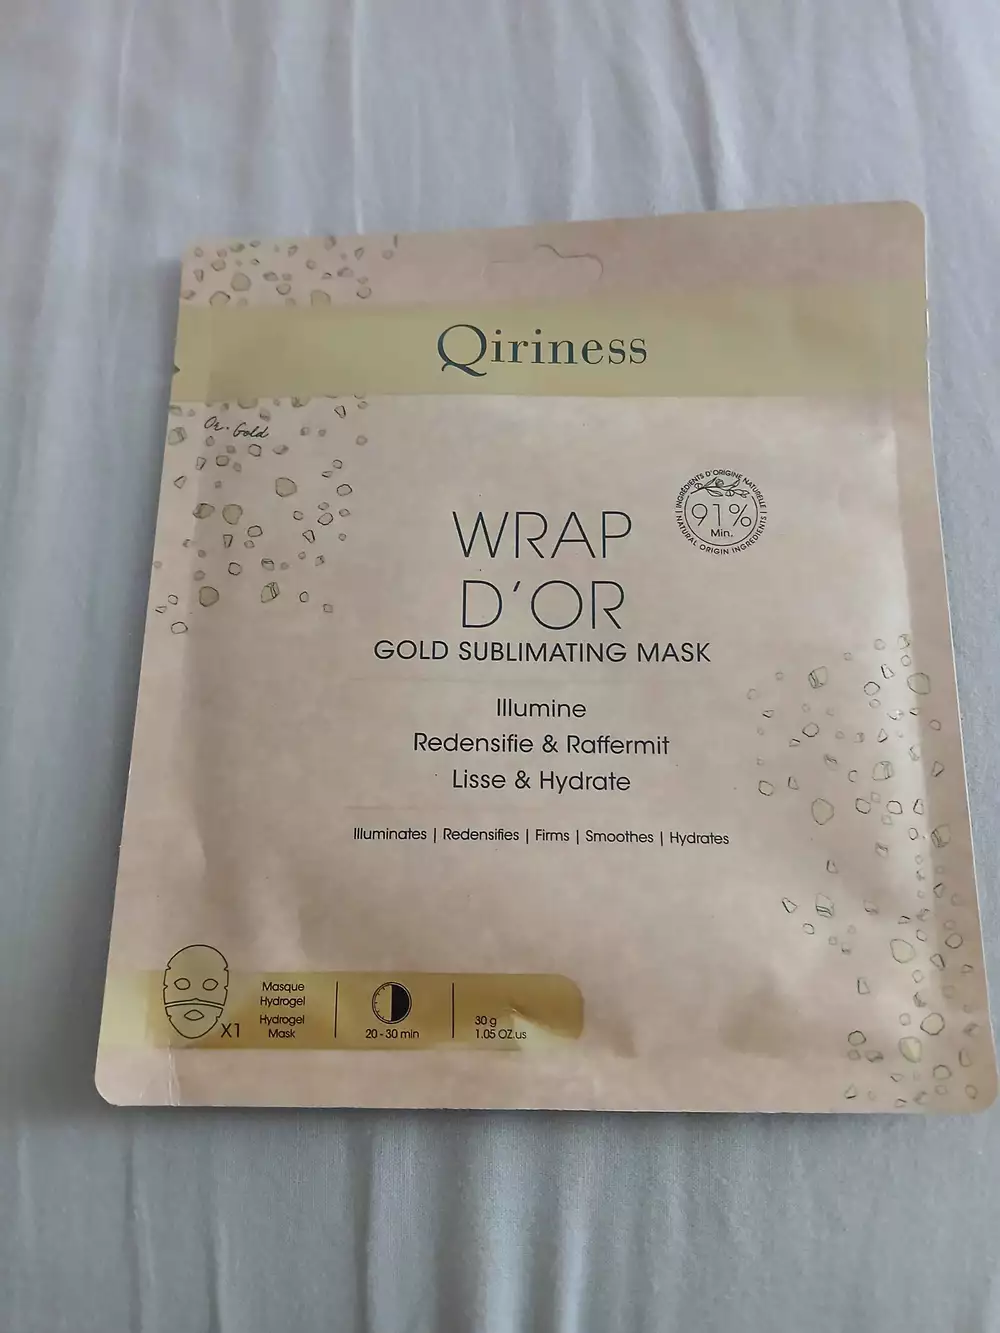 Qiriness
Or. Gold
INGRÉDIENTS D'ORIGINE NATURELLE | NATURAL ORIGIN INGREDIENTS |
91%
Min.
WRAP
D'OR
GOLD SUBLIMATING MASK
Illumine
Redensifie & Raffermit
Lisse & Hydrate
Illuminates | Redensifies | Firms | Smoothes | Hydrates
X1
Masque
Hydrogel
Hydrogel
Mask
20 - 30 min
30 g
1.05 OZ.us